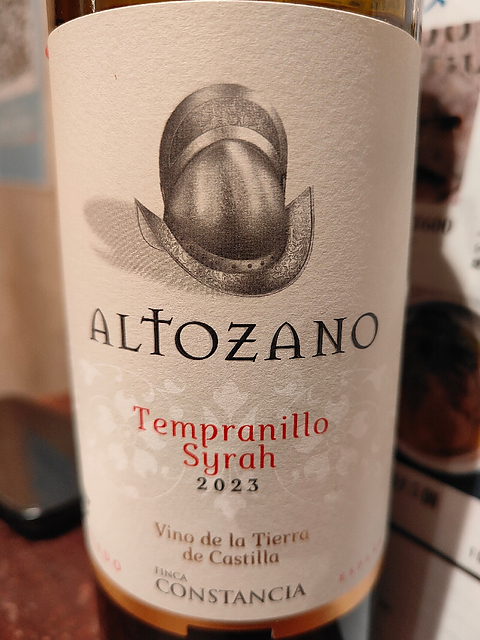 ALTOZANO
Tempranillo
Syrah
2023
Vino de la Tierra
de Castilla
FINCA
CONSTANCIA